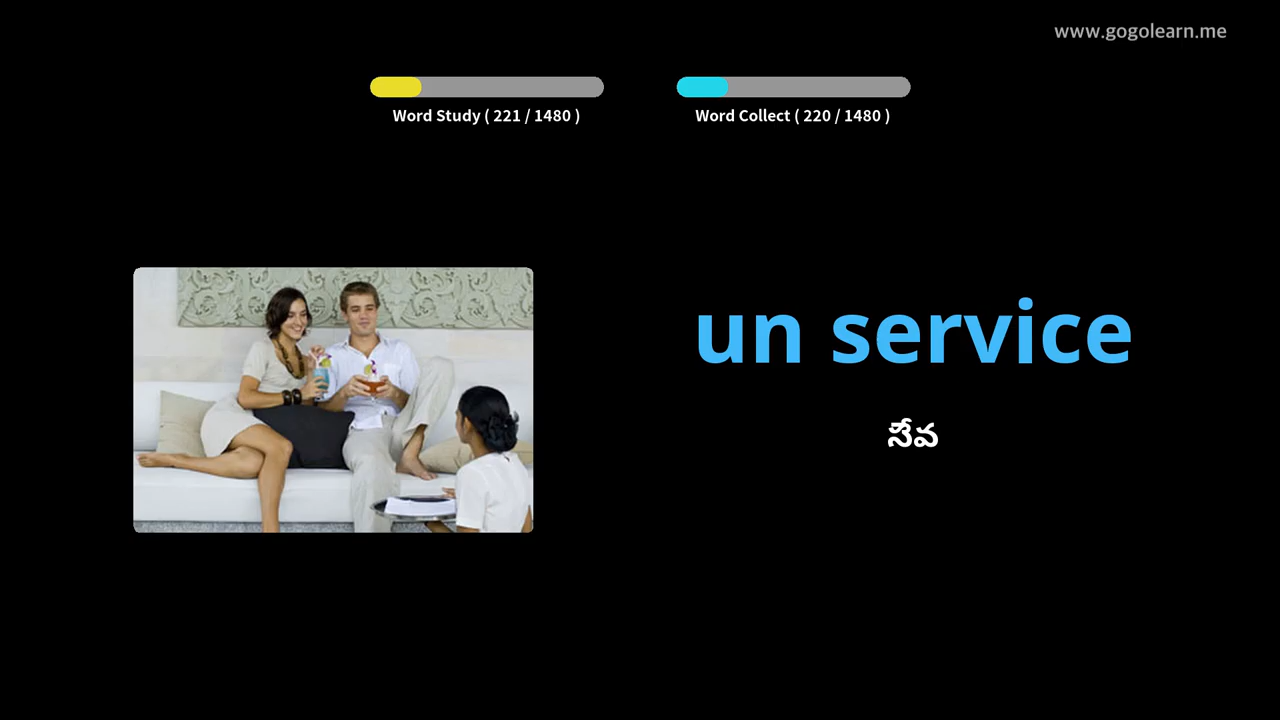 www.gogolearn.me
Word Study ( 221 / 1480 )
Word Collect ( 220 / 1480 )
un service
సేవ